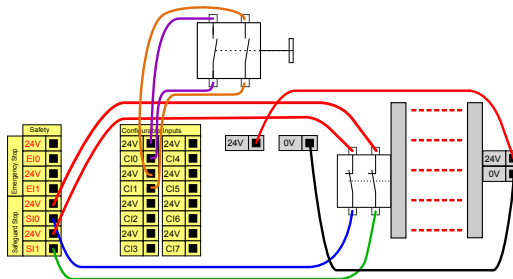 Safety
Emergency Stop
24V
EI0
24V
EI1
Safeguard Stop
24V
SI0
24V
SI1
Configurable Inputs
24V 24V
CI0 CI4
24V 24V
CI1 CI5
24V 24V
CI2 CI6
24V 24V
CI3 CI7
24V
0V
24V
0V